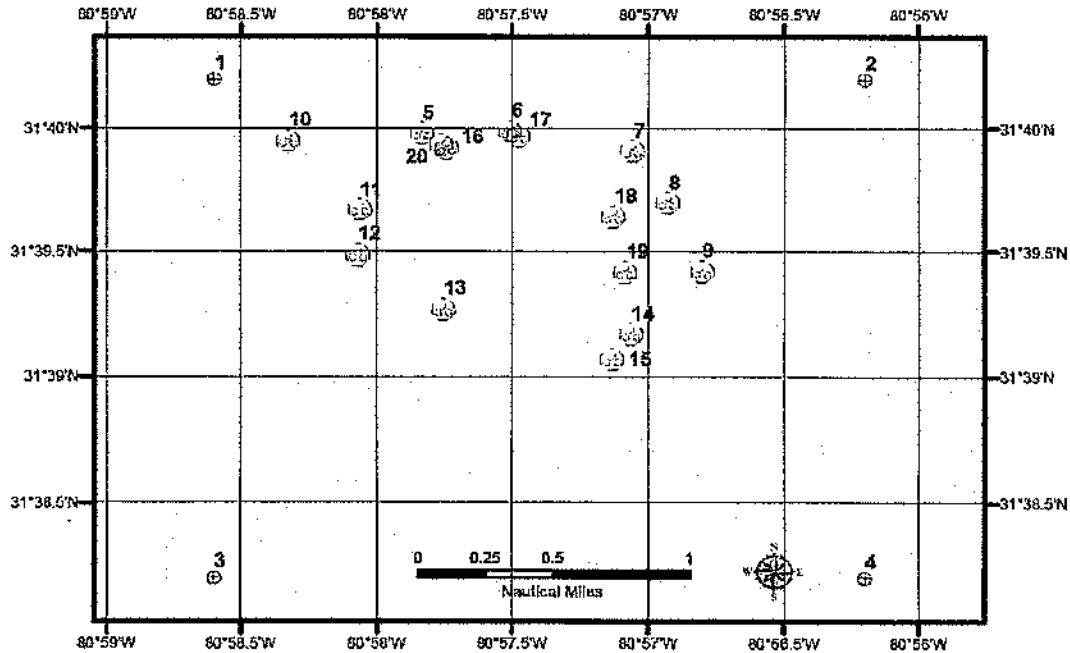 80°59'W 80°58.5'W 80°58'W 80°57.5'W 80°57'W 80°56.5'W 80°56'W
1 2
31°40'N 10 5 6 17 7 31°40'N
20 16
11 18 8
12
31°39.5'N 19 9 31°39.5'N
13 14
15
31°39'N 31°39'N
31°38.5'N 31°38.5'N
3 0 0.25 0.5 1 N 4
W E
Nautical Miles S
80°59'W 80°58.5'W 80°58'W 80°57.5'W 80°57'W 80°56.5'W 80°56'W